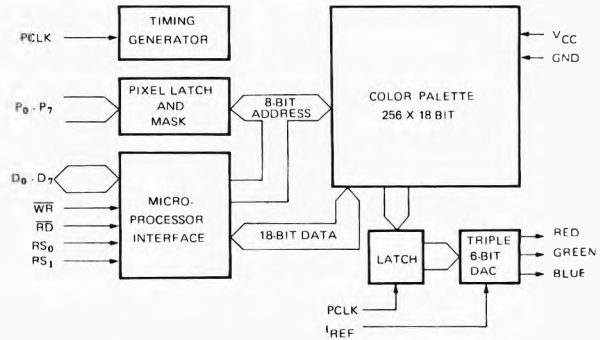 TIMING
GENERATOR
PCLK
PIXEL LATCH
AND
MASK
P0 - P7
8-BIT
ADDRESS
COLOR PALETTE
256 X 18 BIT
VCC
GND
D0 - D7
WR
RD
RS0
RS1
MICRO-
PROCESSOR
INTERFACE
18-BIT DATA
LATCH
TRIPLE
6-BIT
DAC
RED
GREEN
BLUE
PCLK
IREF